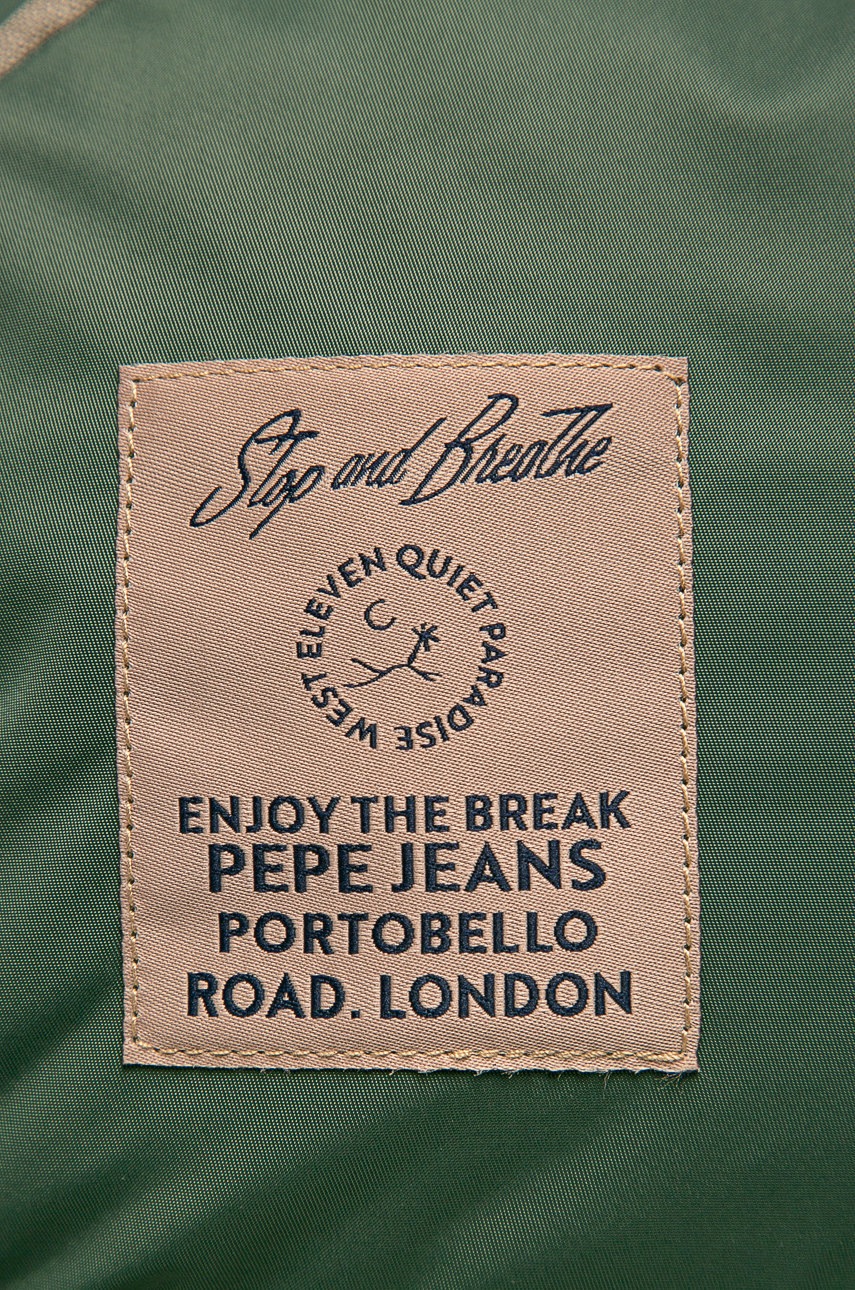 Stop and Breathe
WEST ELEVEN QUIET PARADISE
ENJOY THE BREAK
PEPE JEANS
PORTOBELLO
ROAD. LONDON